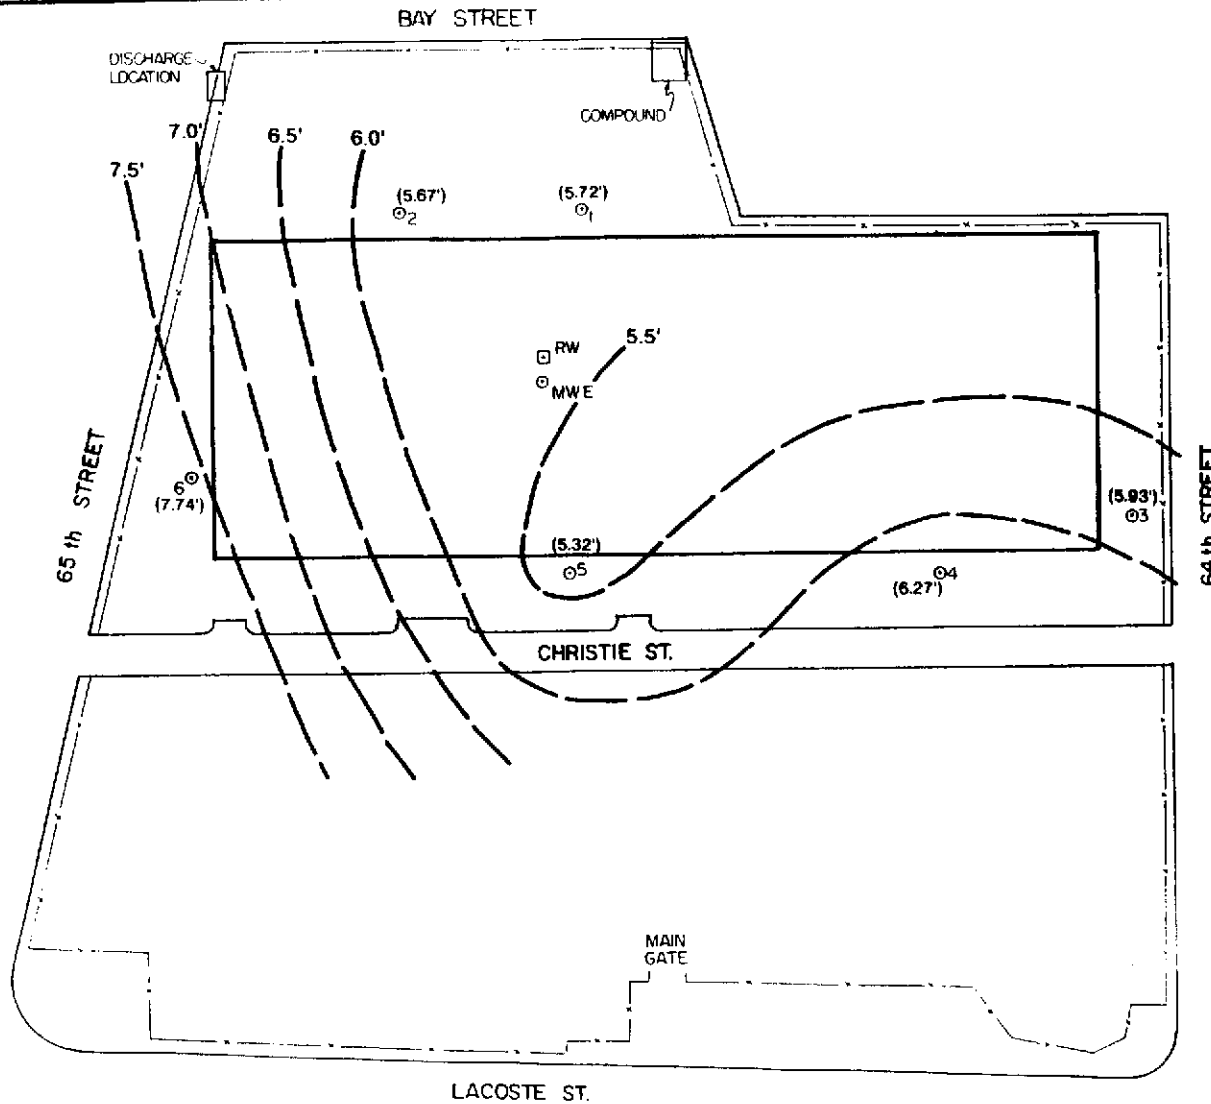 BAY STREET
DISCHARGE
LOCATION
COMPOUND
7.0'
6.5'
6.0'
7.5'
(5.67')
2
(5.72')
1
5.5'
RW
MWE
65th STREET
6
(7.74')
64th STREET
(5.93')
3
(5.32')
5
4
(6.27')
CHRISTIE ST.
MAIN
GATE
LACOSTE ST.